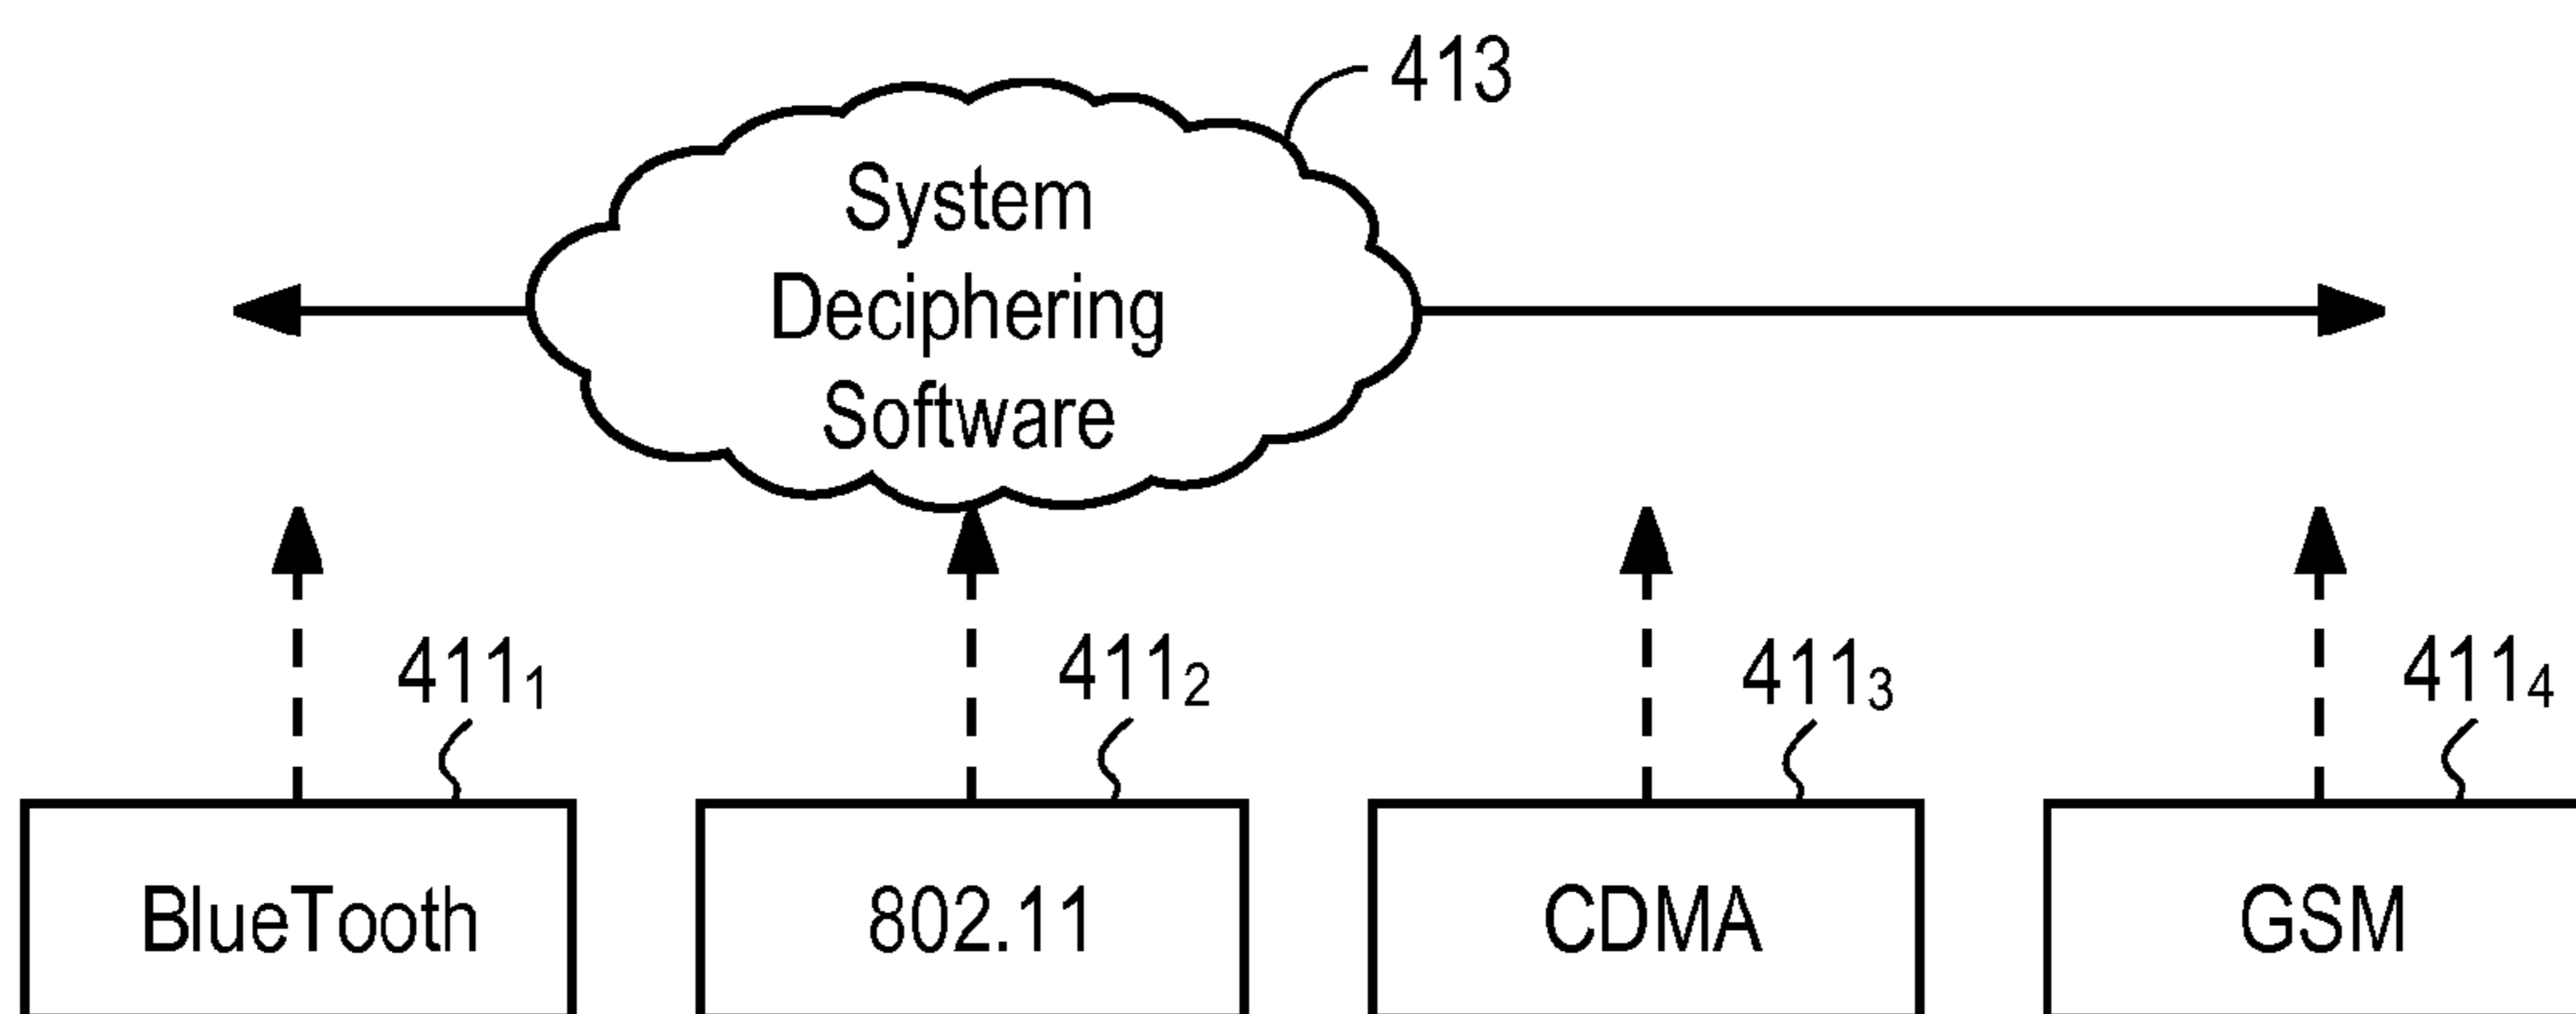 413
System
Deciphering
Software
411₁
411₂
411₃
411₄
BlueTooth
802.11
CDMA
GSM